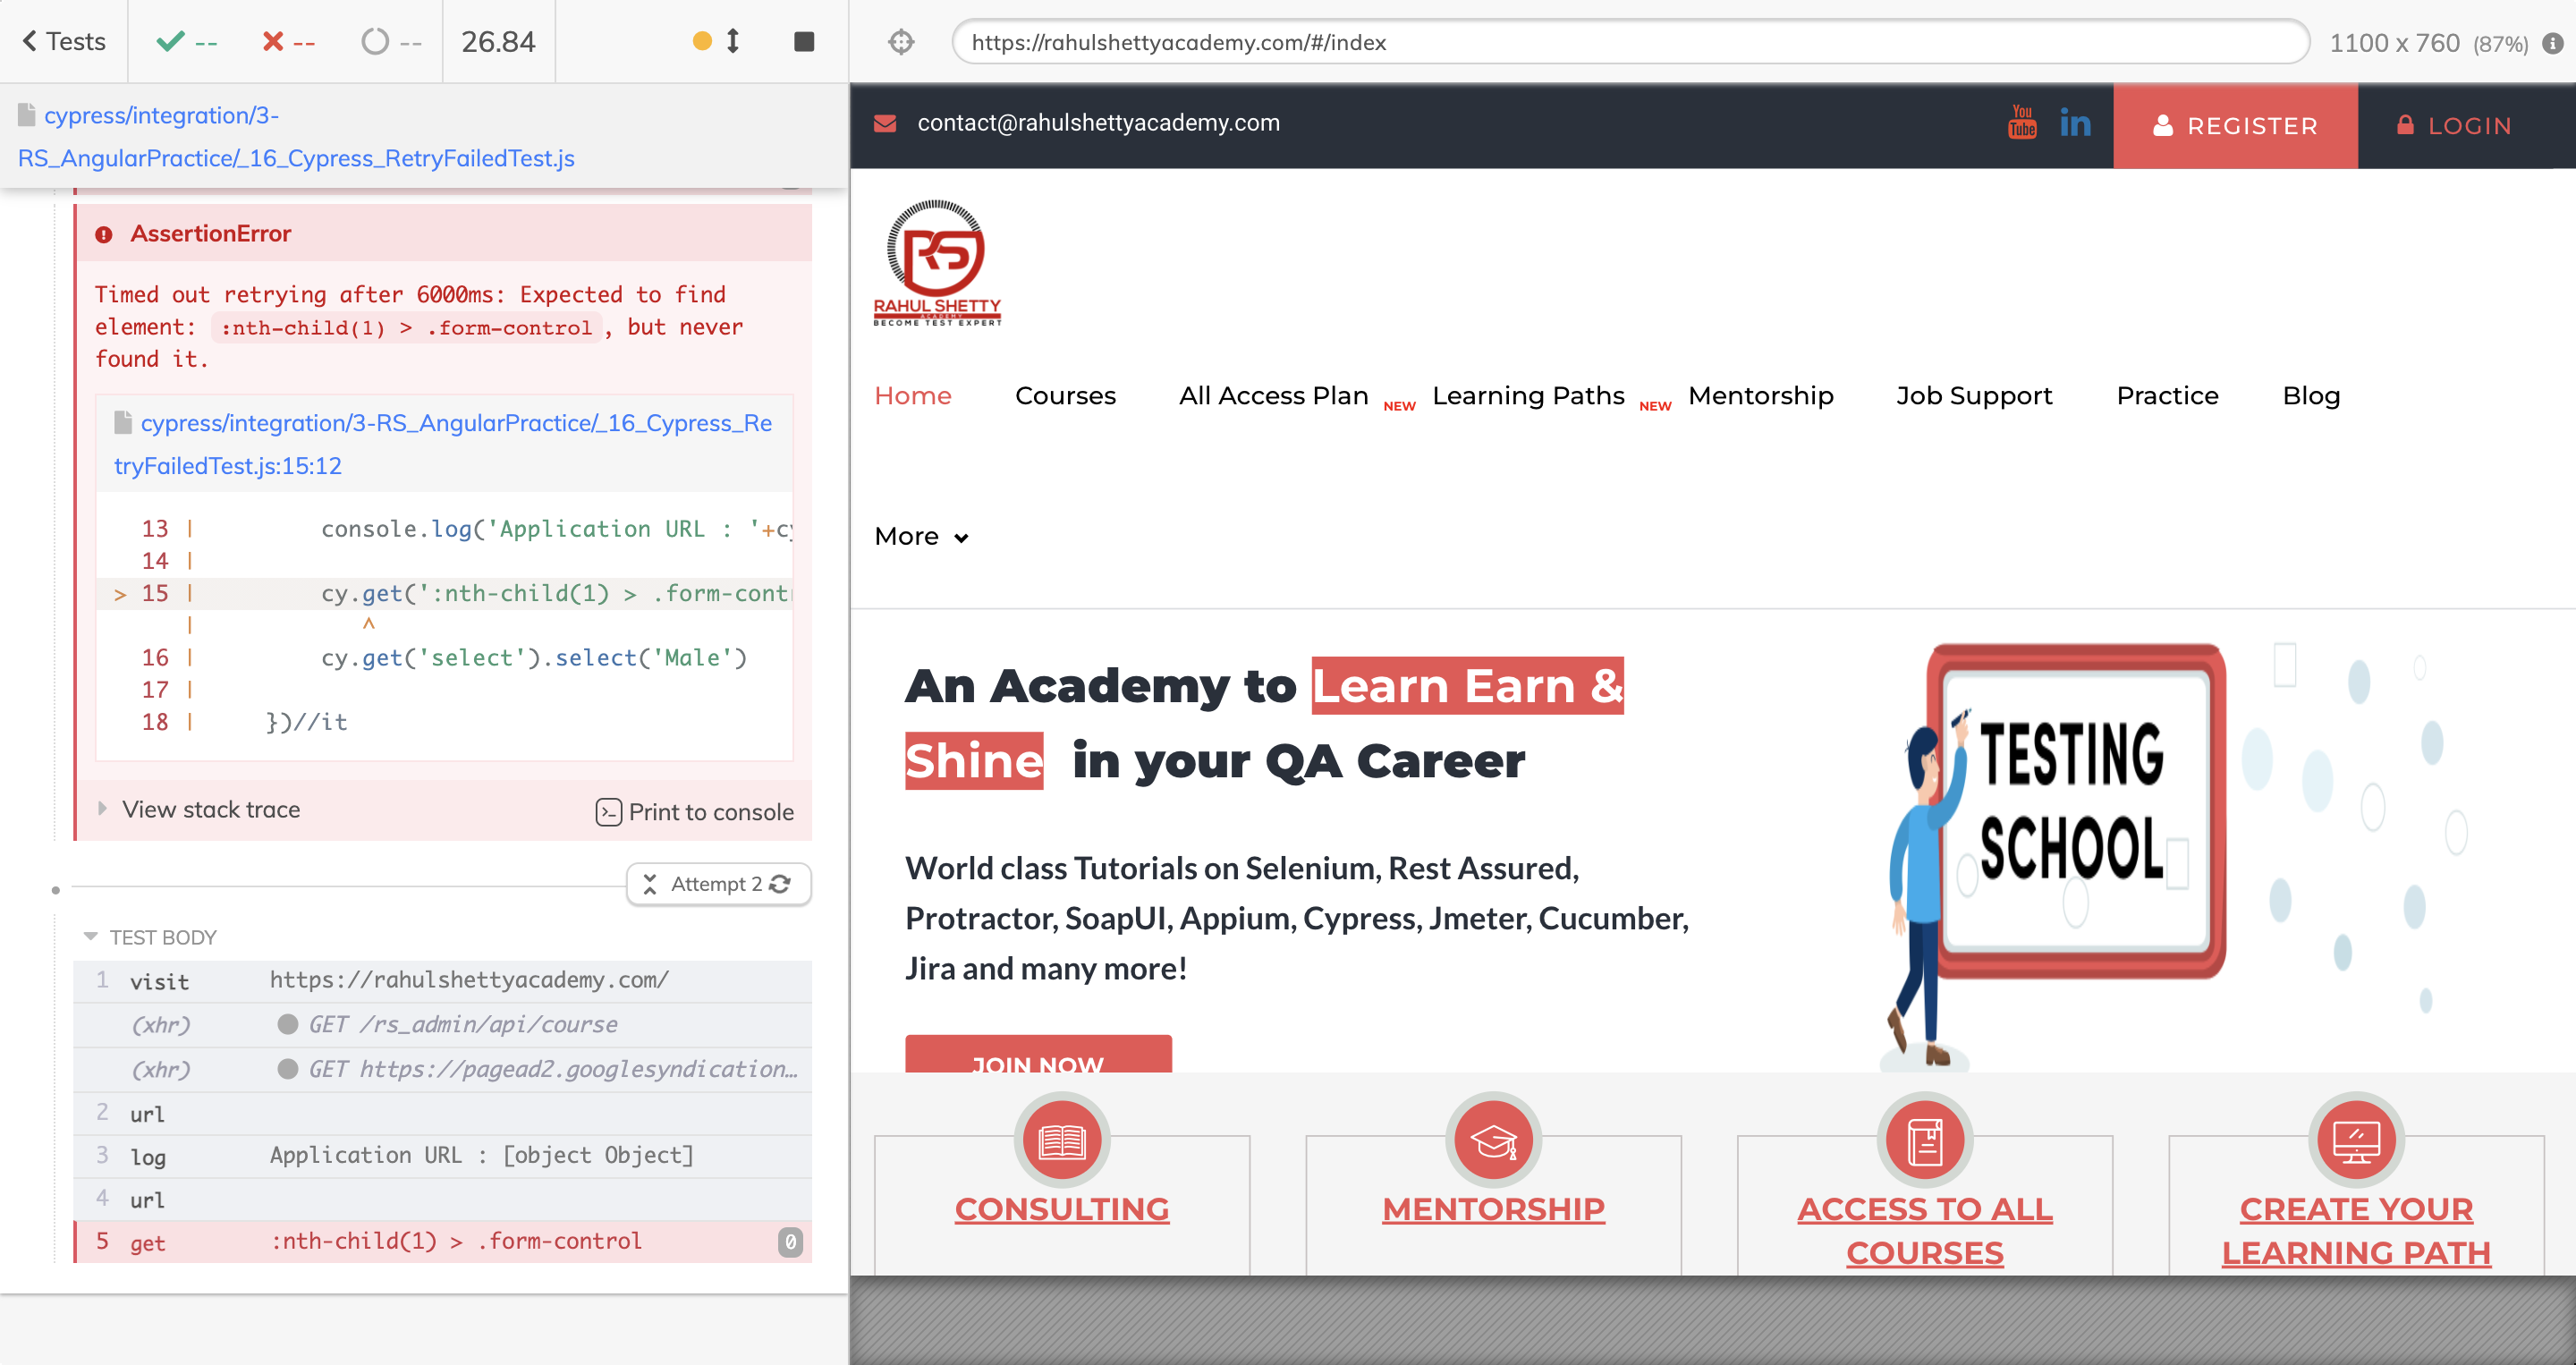 Tests
--
--
--
26.84
cypress/integration/3-
RS_AngularPractice/_16_Cypress_RetryFailedTest.js
AssertionError
Timed out retrying after 6000ms: Expected to find
element: :nth-child(1) > .form-control , but never
found it.
cypress/integration/3-RS_AngularPractice/_16_Cypress_Re
tryFailedTest.js:15:12
13 | console.log('Application URL : '+cy
14 |
> 15 | cy.get(':nth-child(1) > .form-contr
| ^
16 | cy.get('select').select('Male')
17 |
18 | })//it
View stack trace
Print to console
Attempt 2
TEST BODY
1 visit https://rahulshettyacademy.com/
(xhr) GET /rs_admin/api/course
(xhr) GET https://pagead2.googlesyndication…
2 url
3 log Application URL : [object Object]
4 url
5 get :nth-child(1) > .form-control 0
https://rahulshettyacademy.com/#/index
1100 x 760 (87%)
contact@rahulshettyacademy.com
You
Tube
in
REGISTER
LOGIN
RS
RAHUL SHETTY
ACADEMY
BECOME TEST EXPERT
Home
Courses
All Access Plan NEW
Learning Paths NEW
Mentorship
Job Support
Practice
Blog
More
An Academy to Learn Earn &
Shine in your QA Career
World class Tutorials on Selenium, Rest Assured,
Protractor, SoapUI, Appium, Cypress, Jmeter, Cucumber,
Jira and many more!
JOIN NOW
TESTING
SCHOOL
CONSULTING
MENTORSHIP
ACCESS TO ALL
COURSES
CREATE YOUR
LEARNING PATH